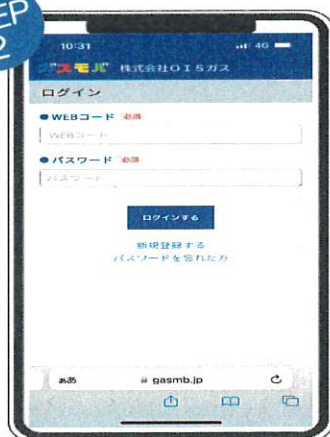 STEP
2
10:31
4G
ガスモバ 株式会社OISガス
ログイン
●WEBコード 必須
WEBコード
●パスワード 必須
パスワード
ログインする
新規登録する
パスワードを忘れた方
ああ
gasmb.jp